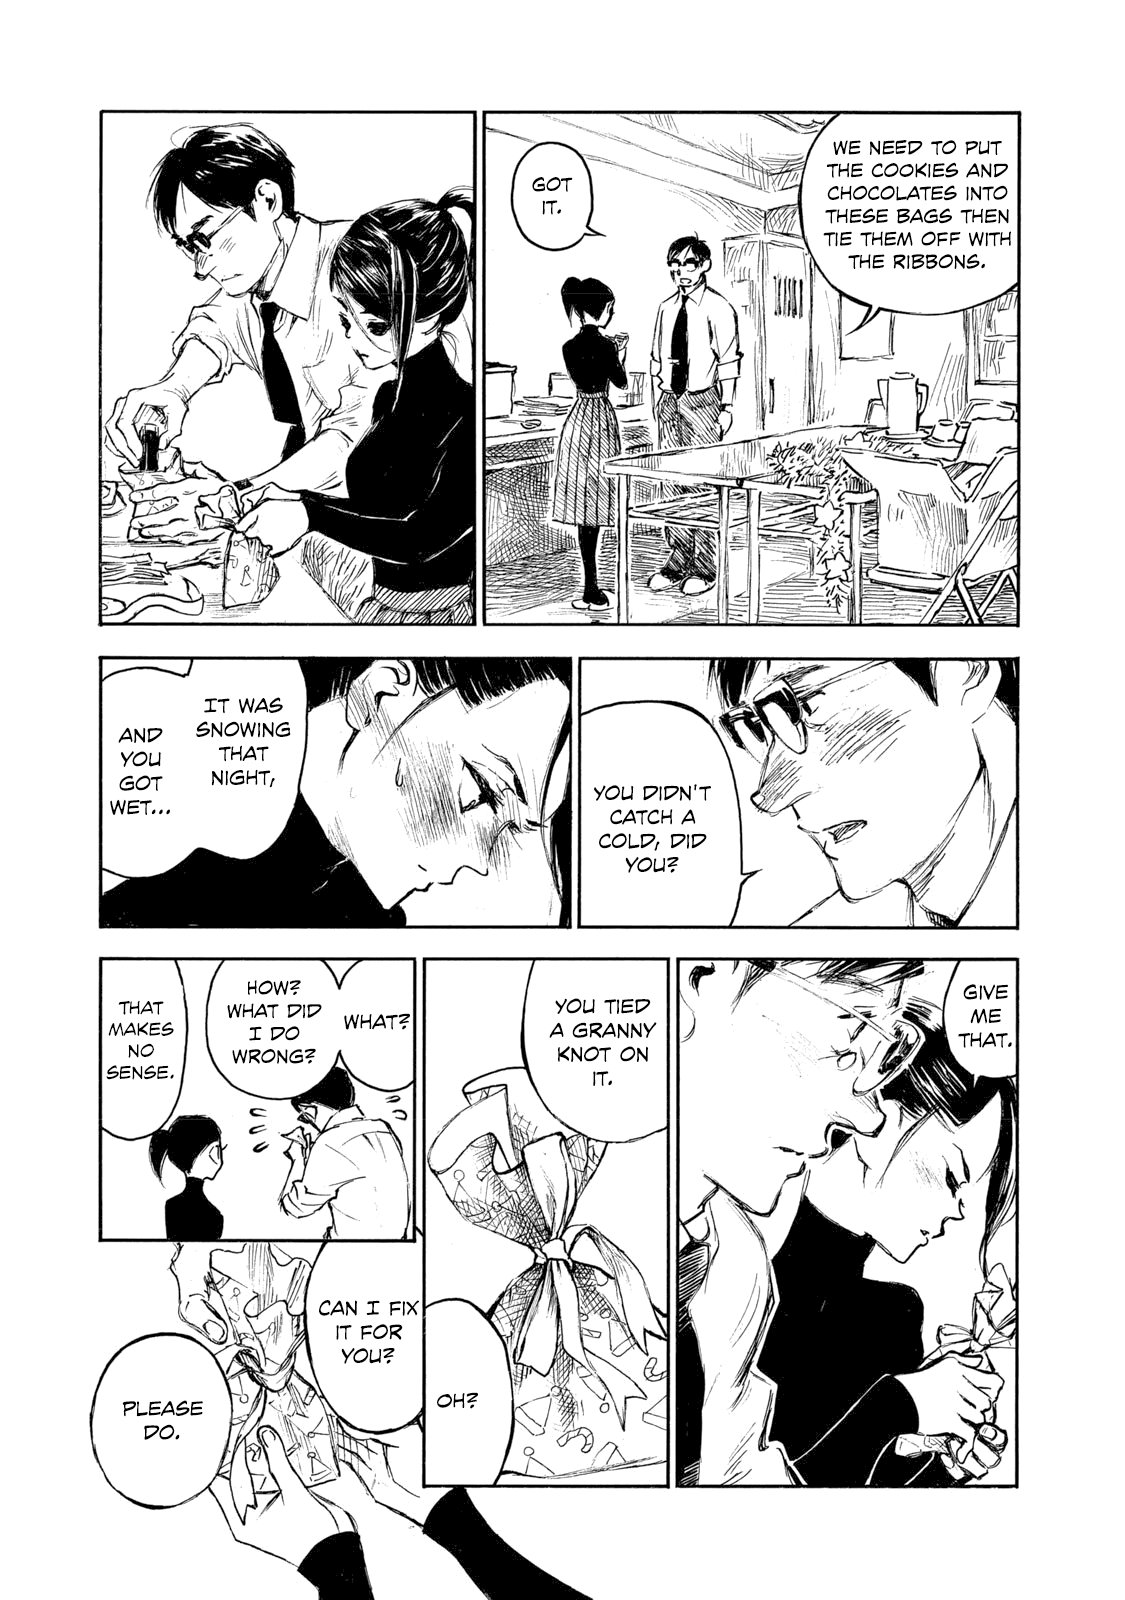 WE NEED TO PUT
THE COOKIES AND
CHOCOLATES INTO
THESE BAGS THEN
TIE THEM OFF WITH
THE RIBBONS.
GOT
IT.
YOU DIDN'T
CATCH A
COLD, DID
YOU?
IT WAS
SNOWING
THAT
NIGHT,
AND
YOU
GOT
WET...
GIVE
ME
THAT.
YOU TIED
A GRANNY
KNOT ON
IT.
OH?
WHAT?
HOW?
WHAT DID
I DO
WRONG?
THAT
MAKES
NO
SENSE.
CAN I FIX
IT FOR
YOU?
PLEASE
DO.